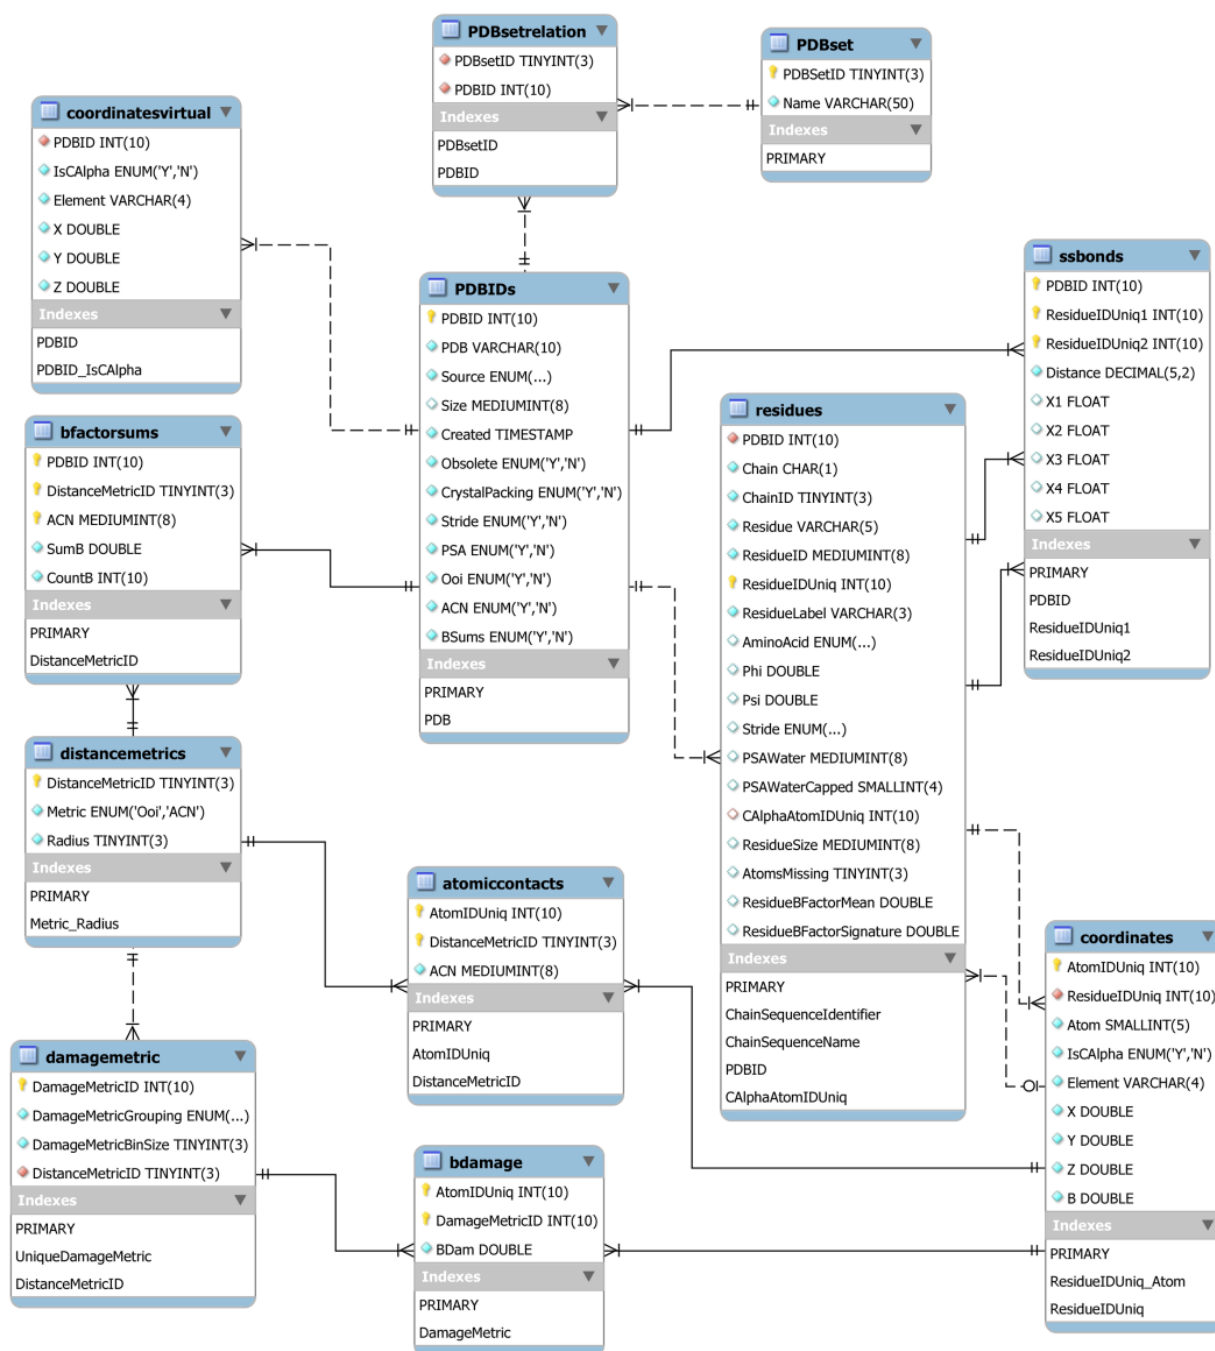 PDBsetrelation
PDBsetID TINYINT(3)
PDBID INT(10)
Indexes
PDBsetID
PDBID
PDBset
PDBSetID TINYINT(3)
Name VARCHAR(50)
Indexes
PRIMARY
coordinatesvirtual
PDBID INT(10)
IsCAlpha ENUM('Y','N')
Element VARCHAR(4)
X DOUBLE
Y DOUBLE
Z DOUBLE
Indexes
PDBID
PDBID_IsCAlpha
PDBIDs
PDBID INT(10)
PDB VARCHAR(10)
Source ENUM(...)
Size MEDIUMINT(8)
Created TIMESTAMP
Obsolete ENUM('Y','N')
CrystalPacking ENUM('Y','N')
Stride ENUM('Y','N')
PSA ENUM('Y','N')
Ooi ENUM('Y','N')
ACN ENUM('Y','N')
BSums ENUM('Y','N')
Indexes
PRIMARY
PDB
ssbonds
PDBID INT(10)
ResidueIDUniq1 INT(10)
ResidueIDUniq2 INT(10)
Distance DECIMAL(5,2)
X1 FLOAT
X2 FLOAT
X3 FLOAT
X4 FLOAT
X5 FLOAT
Indexes
PRIMARY
PDBID
ResidueIDUniq1
ResidueIDUniq2
bfactorsums
PDBID INT(10)
DistanceMetricID TINYINT(3)
ACN MEDIUMINT(8)
SumB DOUBLE
CountB INT(10)
Indexes
PRIMARY
DistanceMetricID
residues
PDBID INT(10)
Chain CHAR(1)
ChainID TINYINT(3)
Residue VARCHAR(5)
ResidueID MEDIUMINT(8)
ResidueIDUniq INT(10)
ResidueLabel VARCHAR(3)
AminoAcid ENUM(...)
Phi DOUBLE
Psi DOUBLE
Stride ENUM(...)
PSAWater MEDIUMINT(8)
PSAWaterCapped SMALLINT(4)
CAlphaAtomIDUniq INT(10)
ResidueSize MEDIUMINT(8)
AtomsMissing TINYINT(3)
ResidueBFactorMean DOUBLE
ResidueBFactorSignature DOUBLE
Indexes
PRIMARY
ChainSequenceIdentifier
ChainSequenceName
PDBID
CAlphaAtomIDUniq
distancemetrics
DistanceMetricID TINYINT(3)
Metric ENUM('Ooi','ACN')
Radius TINYINT(3)
Indexes
PRIMARY
Metric_Radius
atomiccontacts
AtomIDUniq INT(10)
DistanceMetricID TINYINT(3)
ACN MEDIUMINT(8)
Indexes
PRIMARY
AtomIDUniq
DistanceMetricID
coordinates
AtomIDUniq INT(10)
ResidueIDUniq INT(10)
Atom SMALLINT(5)
IsCAlpha ENUM('Y','N')
Element VARCHAR(4)
X DOUBLE
Y DOUBLE
Z DOUBLE
B DOUBLE
Indexes
PRIMARY
ResidueIDUniq_Atom
ResidueIDUniq
damagemetric
DamageMetricID INT(10)
DamageMetricGrouping ENUM(...)
DamageMetricBinSize TINYINT(3)
DistanceMetricID TINYINT(3)
Indexes
PRIMARY
UniqueDamageMetric
DistanceMetricID
bdamage
AtomIDUniq INT(10)
DamageMetricID INT(10)
BDam DOUBLE
Indexes
PRIMARY
DamageMetric